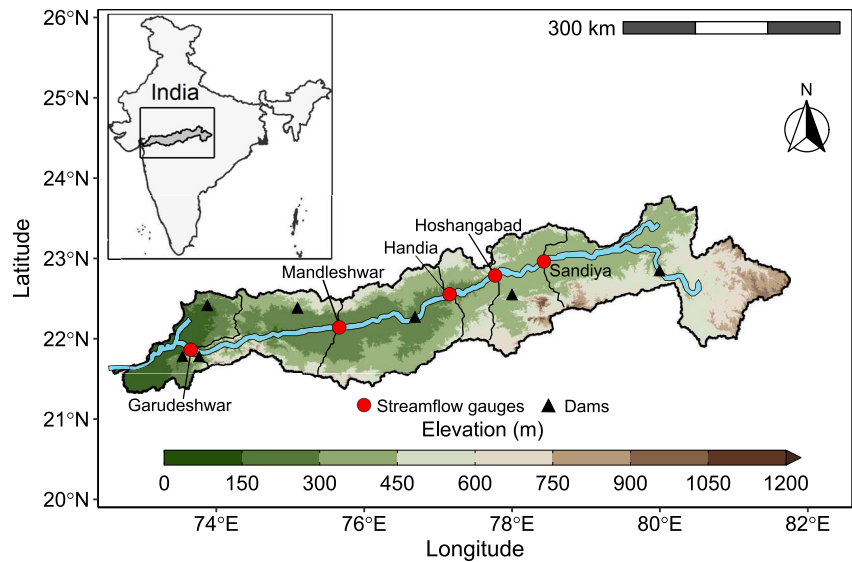 26°N
25°N
24°N
23°N
22°N
21°N
20°N
Latitude
India
300 km
N
Hoshangabad
Handia
Sandiya
Mandleshwar
Garudeshwar
Streamflow gauges
Dams
Elevation (m)
0 150 300 450 600 750 900 1050 1200
74°E 76°E 78°E 80°E 82°E
Longitude